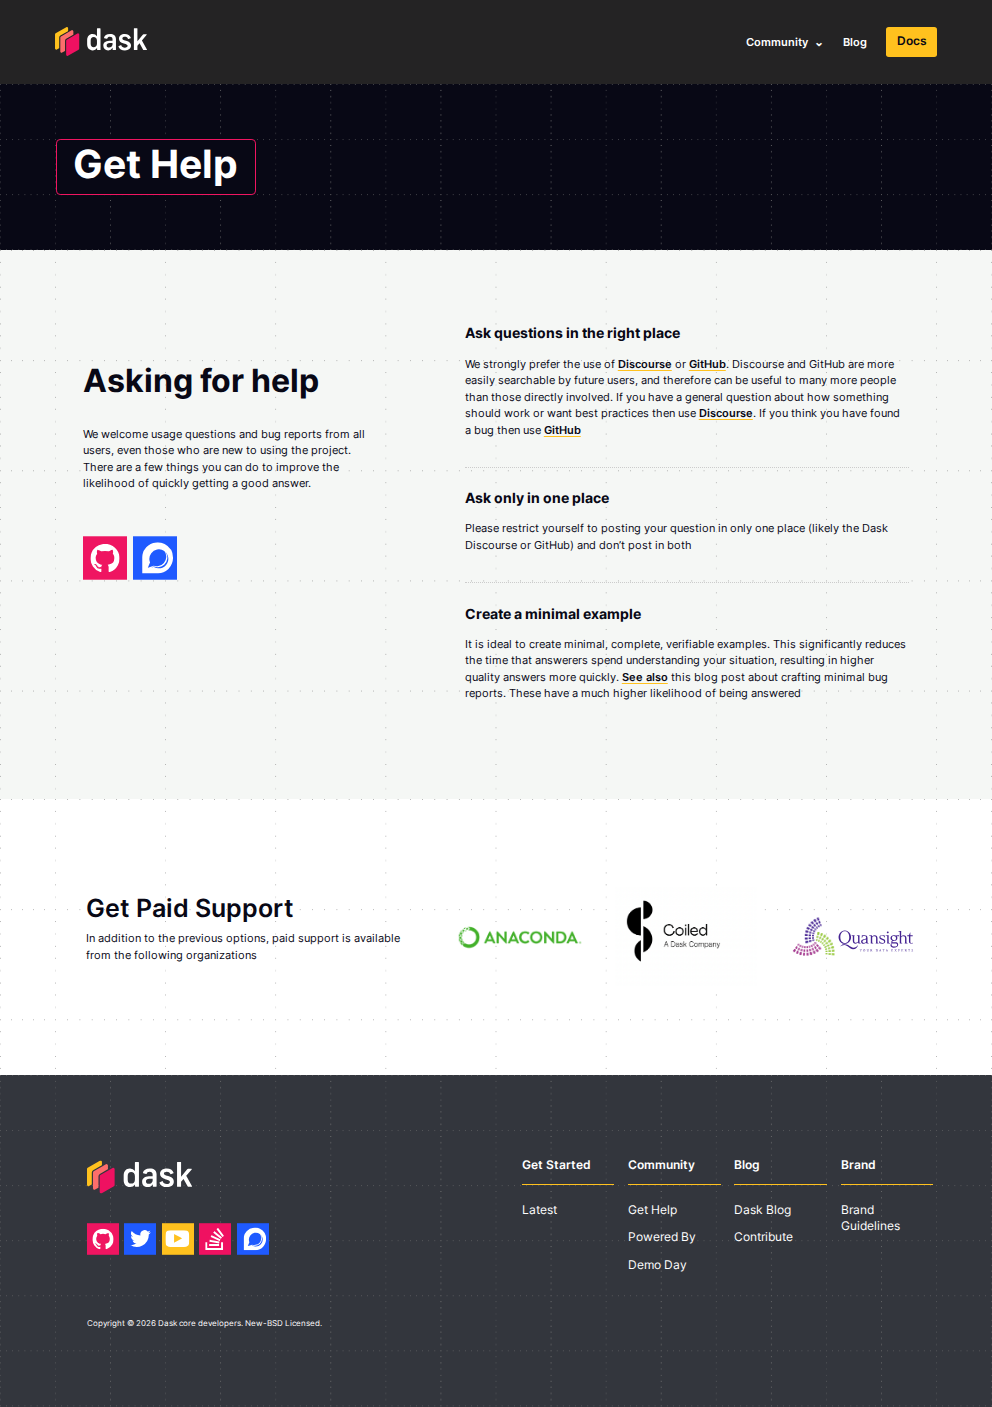 dask
Community
Blog
Docs
Get Help
Asking for help
We welcome usage questions and bug reports from all
users, even those who are new to using the project.
There are a few things you can do to improve the
likelihood of quickly getting a good answer.
Ask questions in the right place
We strongly prefer the use of Discourse or GitHub. Discourse and GitHub are more
easily searchable by future users, and therefore can be useful to many more people
than those directly involved. If you have a general question about how something
should work or want best practices then use Discourse. If you think you have found
a bug then use GitHub
Ask only in one place
Please restrict yourself to posting your question in only one place (likely the Dask
Discourse or GitHub) and don't post in both
Create a minimal example
It is ideal to create minimal, complete, verifiable examples. This significantly reduces
the time that answerers spend understanding your situation, resulting in higher
quality answers more quickly. See also this blog post about crafting minimal bug
reports. These have a much higher likelihood of being answered
Get Paid Support
In addition to the previous options, paid support is available
from the following organizations
ANACONDA.
Coiled
A Dask Company
Quansight
YOUR DATA EXPERTS
dask
Get Started
Latest
Community
Get Help
Powered By
Demo Day
Blog
Dask Blog
Contribute
Brand
Brand
Guidelines
Copyright © 2026 Dask core developers. New-BSD Licensed.